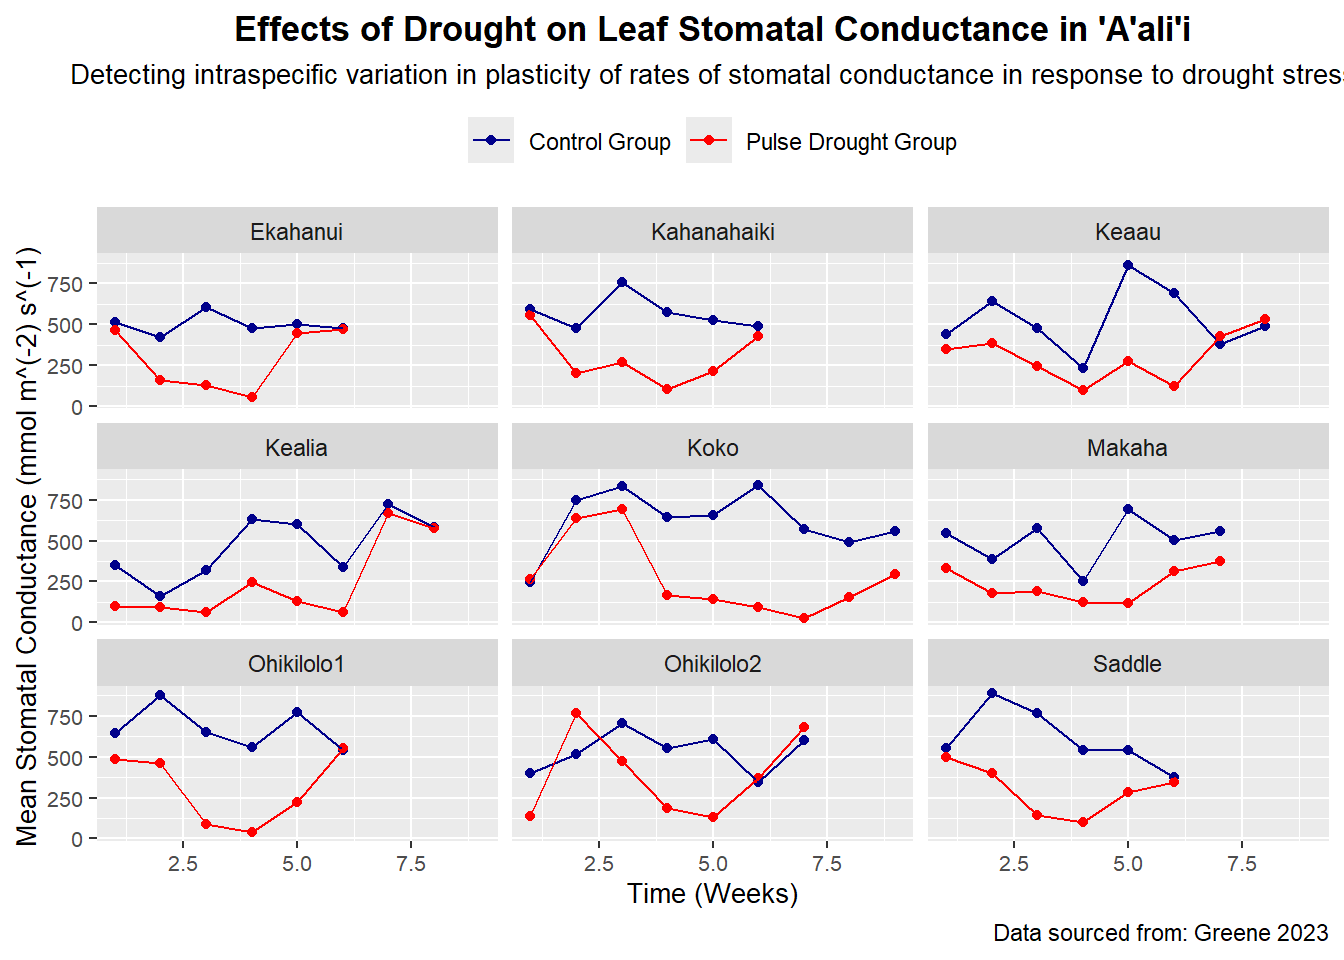 Effects of Drought on Leaf Stomatal Conductance in 'A'ali'i
Detecting intraspecific variation in plasticity of rates of stomatal conductance in response to drought stres
Control Group Pulse Drought Group
Mean Stomatal Conductance (mmol m^(-2) s^(-1)
Ekahanui Kahanahaiki Keaau
750
500
250
0
Kealia Koko Makaha
750
500
250
0
Ohikilolo1 Ohikilolo2 Saddle
750
500
250
0
2.5 5.0 7.5 2.5 5.0 7.5 2.5 5.0 7.5
Time (Weeks)
Data sourced from: Greene 2023